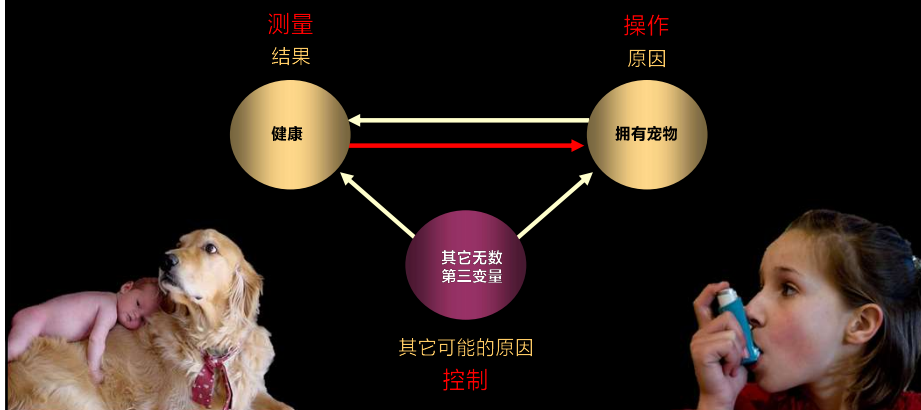 测量
结果
操作
原因
健康
拥有宠物
其它无数
第三变量
其它可能的原因
控制